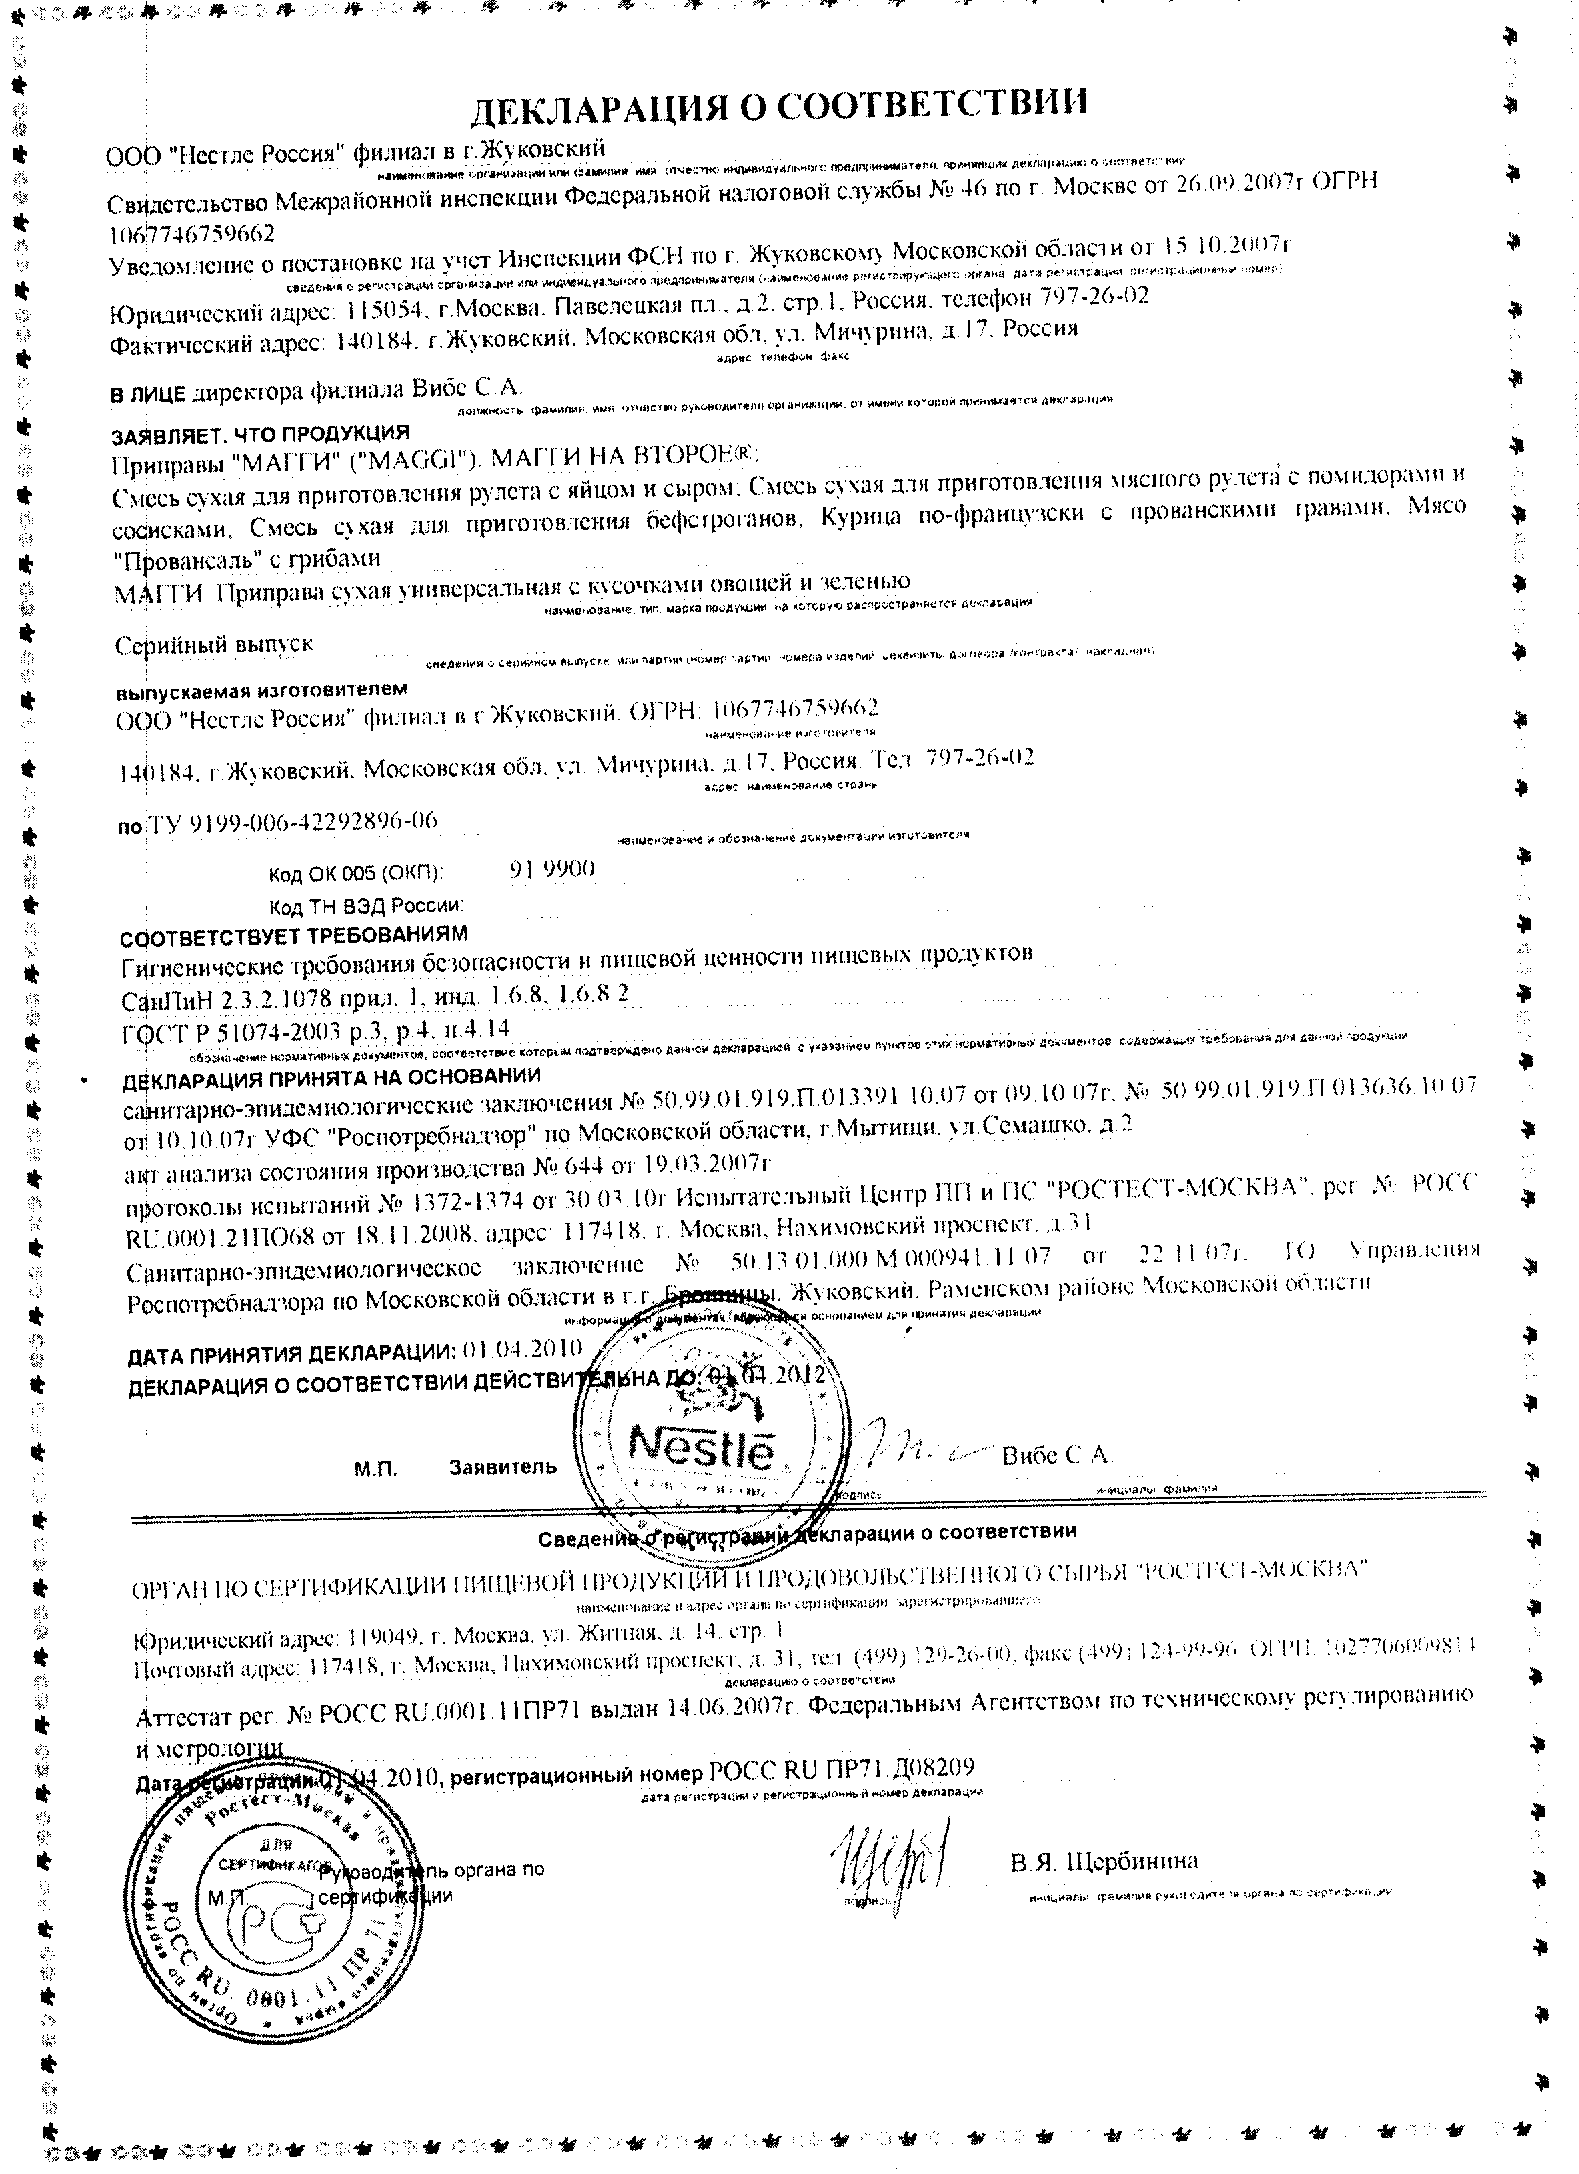 ДЕКЛАРАЦИЯ О СООТВЕТСТВИИ
ООО "Нестле Россия" филиал в г.Жуковский
наименование организации или фамилия, имя, отчество индивидуального предпринимателя, принявших декларацию о соответствии
Свидетельство Межрайонной инспекции Федеральной налоговой службы № 46 по г. Москве от 26.09.2007г ОГРН
1067746759662
Уведомление о постановке на учет Инспекции ФСН по г. Жуковскому Московской области от 15.10.2007г
сведения о регистрации организации или индивидуального предпринимателя (наименование регистрирующего органа, дата регистрации, регистрационный номер)
Юридический адрес: 115054, г.Москва, Павелецкая пл., д.2, стр.1, Россия, телефон 797-26-02
Фактический адрес: 140184, г.Жуковский, Московская обл, ул. Мичурина, д.17, Россия
адрес, телефон, факс
В ЛИЦЕ директора филиала Вибе С.А.
должность, фамилия, имя, отчество руководителя организации, от имени которой принимается декларация
ЗАЯВЛЯЕТ, ЧТО ПРОДУКЦИЯ
Приправы "МАГГИ" ("MAGGI"), МАГГИ НА ВТОРОЕ®:
Смесь сухая для приготовления рулета с яйцом и сыром, Смесь сухая для приготовления мясного рулета с помидорами и
сосисками, Смесь сухая для приготовления бефстроганов, Курица по-французски с прованскими травами, Мясо
"Провансаль" с грибами
МАГГИ Приправа сухая универсальная с кусочками овощей и зеленью
наименование, тип, марка продукции, на которую распространяется декларация
Серийный выпуск
сведения о серийном выпуске или партии (номер партии, номера изделий, реквизиты договора (контракта), накладная)
выпускаемая изготовителем
ООО "Нестле Россия" филиал в г.Жуковский, ОГРН: 1067746759662
наименование изготовителя
140184, г.Жуковский, Московская обл, ул. Мичурина, д.17, Россия. Тел. 797-26-02
адрес, наименование страны
по ТУ 9199-006-42292896-06
наименование и обозначение документации изготовителя
Код ОК 005 (ОКП): 91 9900
Код ТН ВЭД России:
СООТВЕТСТВУЕТ ТРЕБОВАНИЯМ
Гигиенические требования безопасности и пищевой ценности пищевых продуктов
СанПиН 2.3.2.1078 прил. 1, инд. 1.6.8, 1.6.8.2
ГОСТ Р 51074-2003 р.3, р.4, п.4.14
обозначение нормативных документов, соответствие которым подтверждено данной декларацией, с указанием пунктов этих нормативных документов, содержащих требования для данной продукции
ДЕКЛАРАЦИЯ ПРИНЯТА НА ОСНОВАНИИ
санитарно-эпидемиологические заключения № 50.99.01.919.П.013391.10.07 от 09.10.07г, № 50.99.01.919.П.013636.10.07
от 10.10.07г УФС "Роспотребнадзор" по Московской области, г.Мытищи, ул.Семашко, д.2
акт анализа состояния производства № 644 от 19.03.2007г
протоколы испытаний № 1372-1374 от 30.03.10г Испытательный Центр ПП и ПС "РОСТЕСТ-МОСКВА", рег. № РОСС
RU.0001.21ПО68 от 18.11.2008, адрес: 117418, г. Москва, Нахимовский проспект, д.31
Санитарно-эпидемиологическое заключение № 50.13.01.000.М.000941.11.07 от 22.11.07г. ТО Управления
Роспотребнадзора по Московской области в г.г. Бронницы, Жуковский, Раменском районе Московской области
информация о документах, являющихся основанием для принятия декларации
ДАТА ПРИНЯТИЯ ДЕКЛАРАЦИИ: 01.04.2010
ДЕКЛАРАЦИЯ О СООТВЕТСТВИИ ДЕЙСТВИТЕЛЬНА ДО: 01.04.2012
Nestlē
М.П. Заявитель Вибе С.А.
подпись инициалы, фамилия
Сведения о регистрации декларации о соответствии
ОРГАН ПО СЕРТИФИКАЦИИ ПИЩЕВОЙ ПРОДУКЦИИ И ПРОДОВОЛЬСТВЕННОГО СЫРЬЯ "РОСТЕСТ-МОСКВА"
наименование и адрес органа по сертификации, зарегистрировавшего
Юридический адрес: 119049, г. Москва, ул. Житная, д. 14, стр. 1
Почтовый адрес: 117418, г. Москва, Нахимовский проспект, д. 31, тел. (499) 129-26-00, факс (499) 124-99-96. ОГРН: 1027706009814
декларацию о соответствии
Аттестат рег. № РОСС RU.0001.11ПР71 выдан 14.06.2007г. Федеральным Агентством по техническому регулированию
и метрологии
Дата регистрации 01.04.2010, регистрационный номер РОСС RU ПР71.Д08209
дата регистрации и регистрационный номер декларации
Ростест-Москва
ДЛЯ
СЕРТИФИКАТОВ
РОСС RU. 0001. 11 ПР 71
М.П. Руководитель органа по
сертификации
В.Я. Щербинина
подпись инициалы, фамилия руководителя органа по сертификации